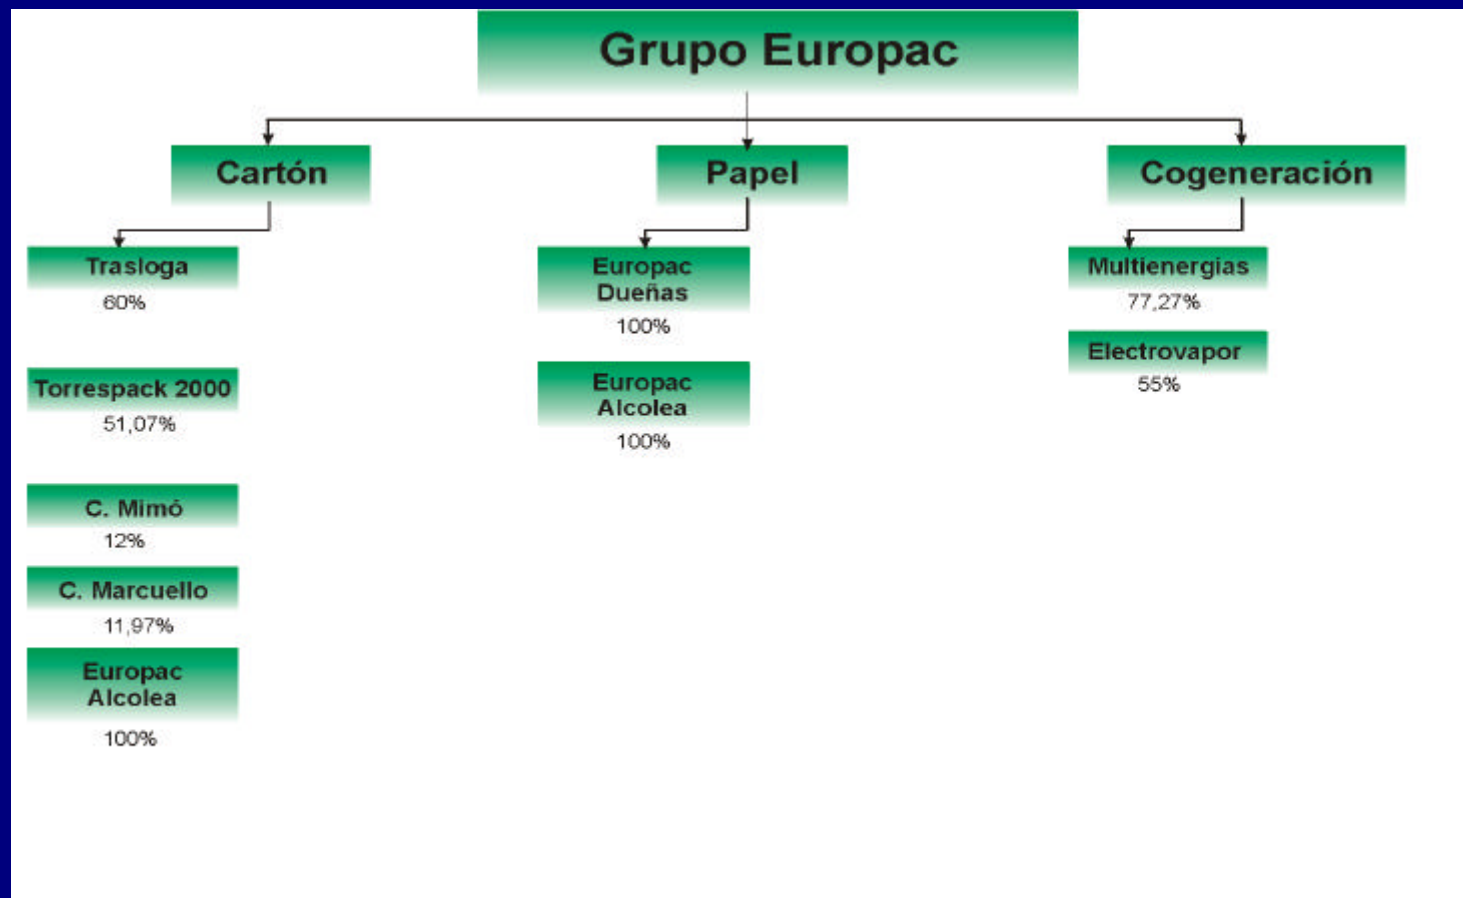 Grupo Europac
Cartón
Papel
Cogeneración
Trasloga
60%
Torrespack 2000
51,07%
C. Mimó
12%
C. Marcuello
11,97%
Europac
Alcolea
100%
Europac
Dueñas
100%
Europac
Alcolea
100%
Multienergias
77,27%
Electrovapor
55%